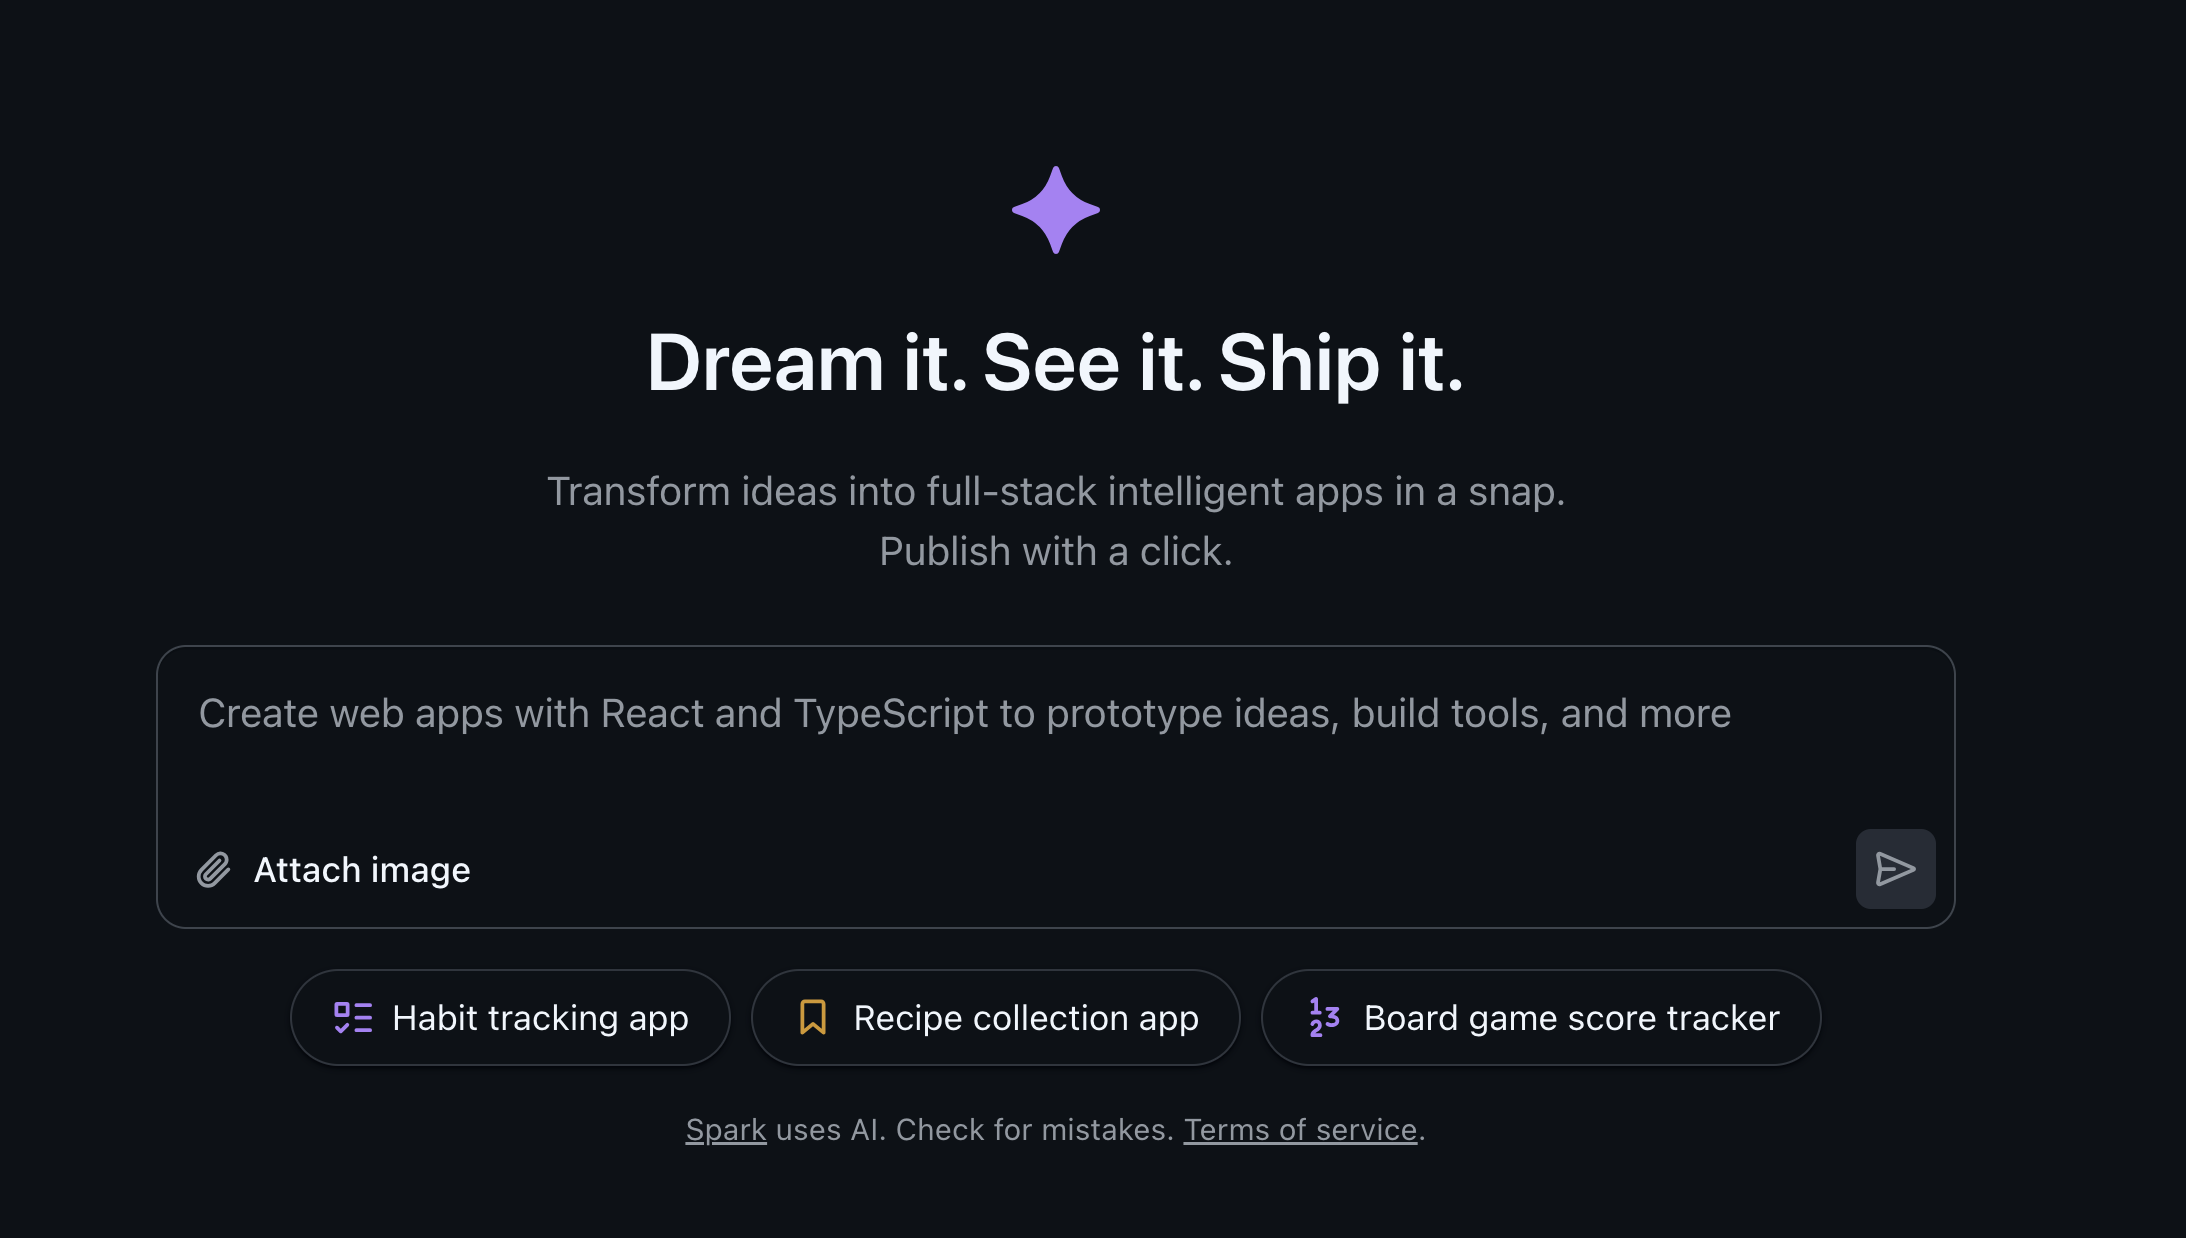 Dream it. See it. Ship it.
Transform ideas into full-stack intelligent apps in a snap.
Publish with a click.
Create web apps with React and TypeScript to prototype ideas, build tools, and more
Attach image
Habit tracking app
Recipe collection app
Board game score tracker
Spark uses AI. Check for mistakes. Terms of service.